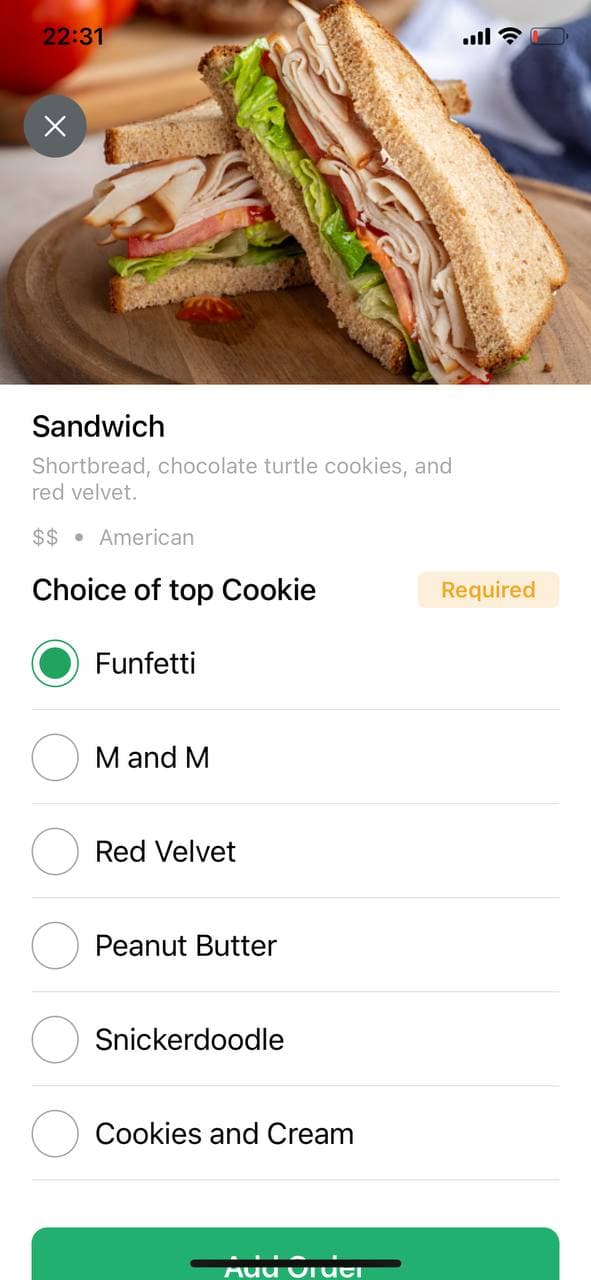 22:31
Sandwich
Shortbread, chocolate turtle cookies, and
red velvet.
$$ • American
Choice of top Cookie
Required
Funfetti
M and M
Red Velvet
Peanut Butter
Snickerdoodle
Cookies and Cream
Add Order